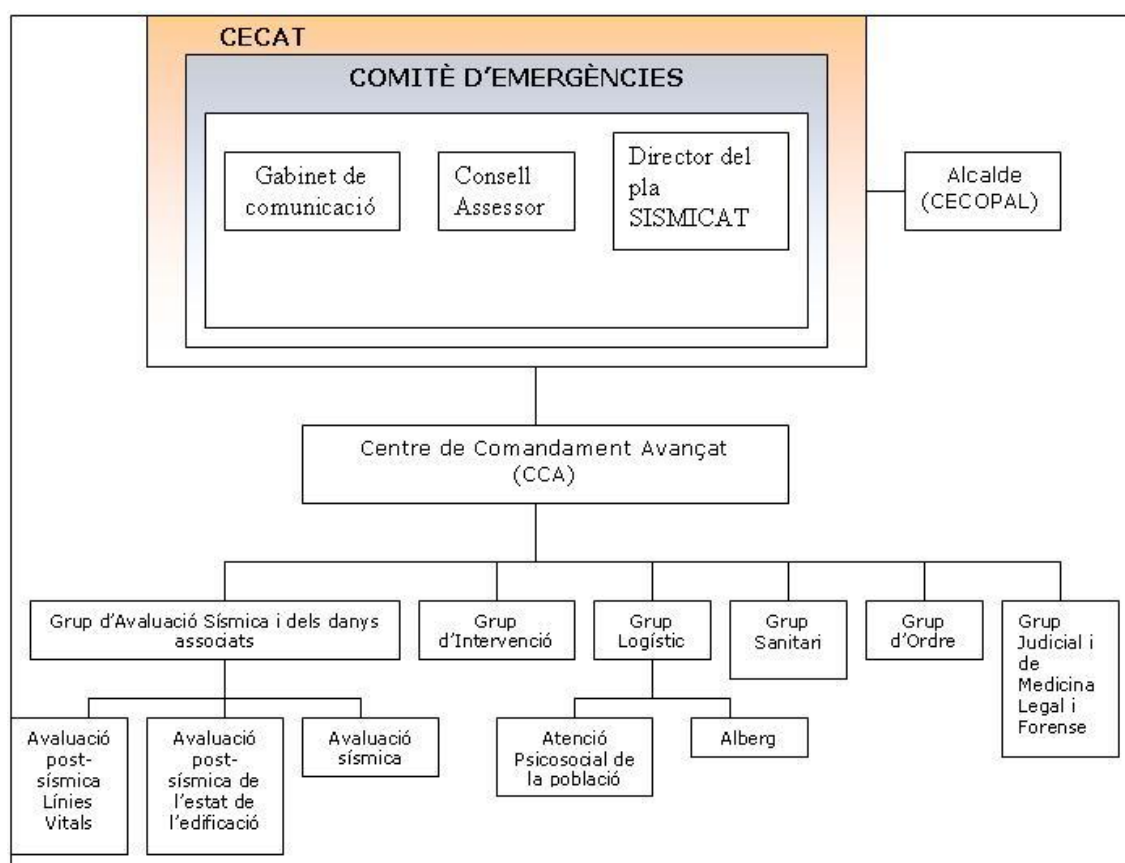 CECAT
COMITÈ D'EMERGÈNCIES
Gabinet de
comunicació
Consell
Assessor
Director del
pla
SISMICAT
Alcalde
(CECOPAL)
Centre de Comandament Avançat
(CCA)
Grup d'Avaluació Sísmica i dels danys
associats
Grup
d'Intervenció
Grup
Logístic
Grup
Sanitari
Grup
d'Ordre
Grup
Judicial i
de
Medicina
Legal i
Forense
Avaluació
post-
sísmica
Línies
Vitals
Avaluació
post-
sísmica de
l'estat de
l'edificació
Avaluació
sísmica
Atenció
Psicosocial de
la població
Alberg